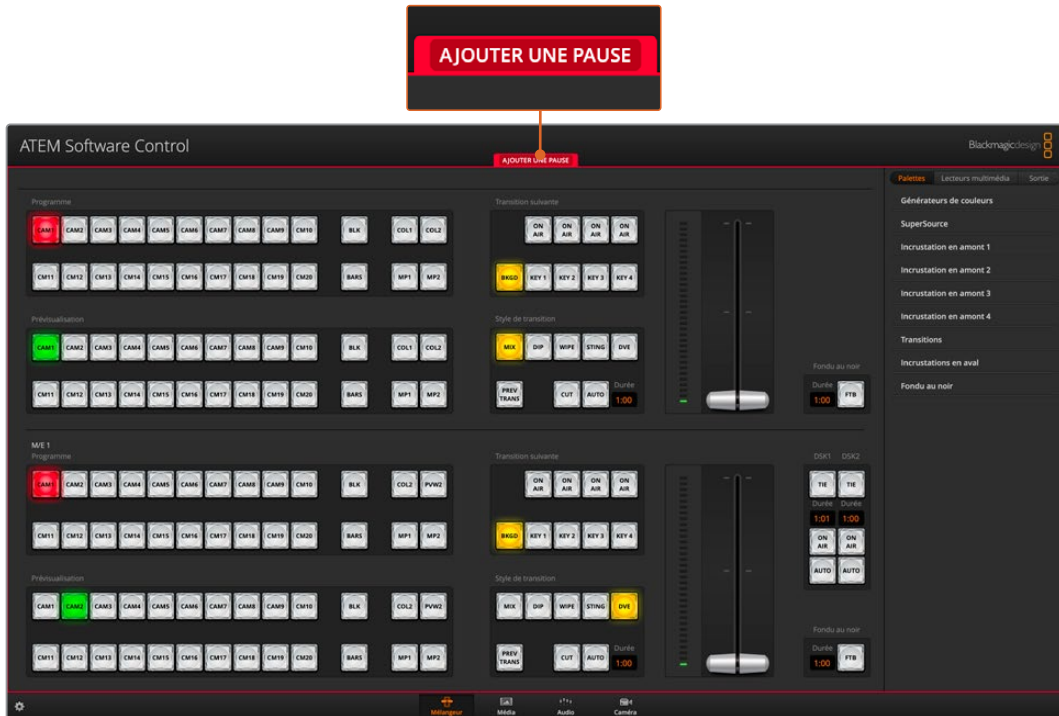 AJOUTER UNE PAUSE
ATEM Software Control
AJOUTER UNE PAUSE
Blackmagicdesign
Palettes Lecteurs multimédia Sortie
Générateurs de couleurs
SuperSource
Incrustation en amont 1
Incrustation en amont 2
Incrustation en amont 3
Incrustation en amont 4
Transitions
Incrustations en aval
Fondu au noir
Programme
CAM1 CAM2 CAM3 CAM4 CAM5 CAM6 CAM7 CAM8 CAM9 CM10 BLK COL1 COL2
CM11 CM12 CM13 CM14 CM15 CM16 CM17 CM18 CM19 CM20 BARS MP1 MP2
Transition suivante
ON AIR ON AIR ON AIR ON AIR
BKGD KEY 1 KEY 2 KEY 3 KEY 4
Prévisualisation
CAM1 CAM2 CAM3 CAM4 CAM5 CAM6 CAM7 CAM8 CAM9 CM10 BLK COL1 COL2
CM11 CM12 CM13 CM14 CM15 CM16 CM17 CM18 CM19 CM20 BARS MP1 MP2
Style de transition
MIX DIP WIPE STING DVE
Durée
PREV TRANS CUT AUTO 1:00
Fondu au noir
Durée
1:00 FTB
M/E 1
Programme
CAM1 CAM2 CAM3 CAM4 CAM5 CAM6 CAM7 CAM8 CAM9 CM10 BLK COL2 PVW2
CM11 CM12 CM13 CM14 CM15 CM16 CM17 CM18 CM19 CM20 BARS MP1 MP2
Transition suivante
ON AIR ON AIR ON AIR ON AIR
BKGD KEY 1 KEY 2 KEY 3 KEY 4
DSK1 DSK2
TIE TIE
Durée Durée
1:01 1:00
ON AIR ON AIR
AUTO AUTO
Prévisualisation
CAM1 CAM2 CAM3 CAM4 CAM5 CAM6 CAM7 CAM8 CAM9 CM10 BLK COL2 PVW2
CM11 CM12 CM13 CM14 CM15 CM16 CM17 CM18 CM19 CM20 BARS MP1 MP2
Style de transition
MIX DIP WIPE STING DVE
Durée
PREV TRANS CUT AUTO 1:00
Fondu au noir
Durée
1:00 FTB
Mélangeur Média Audio Caméra